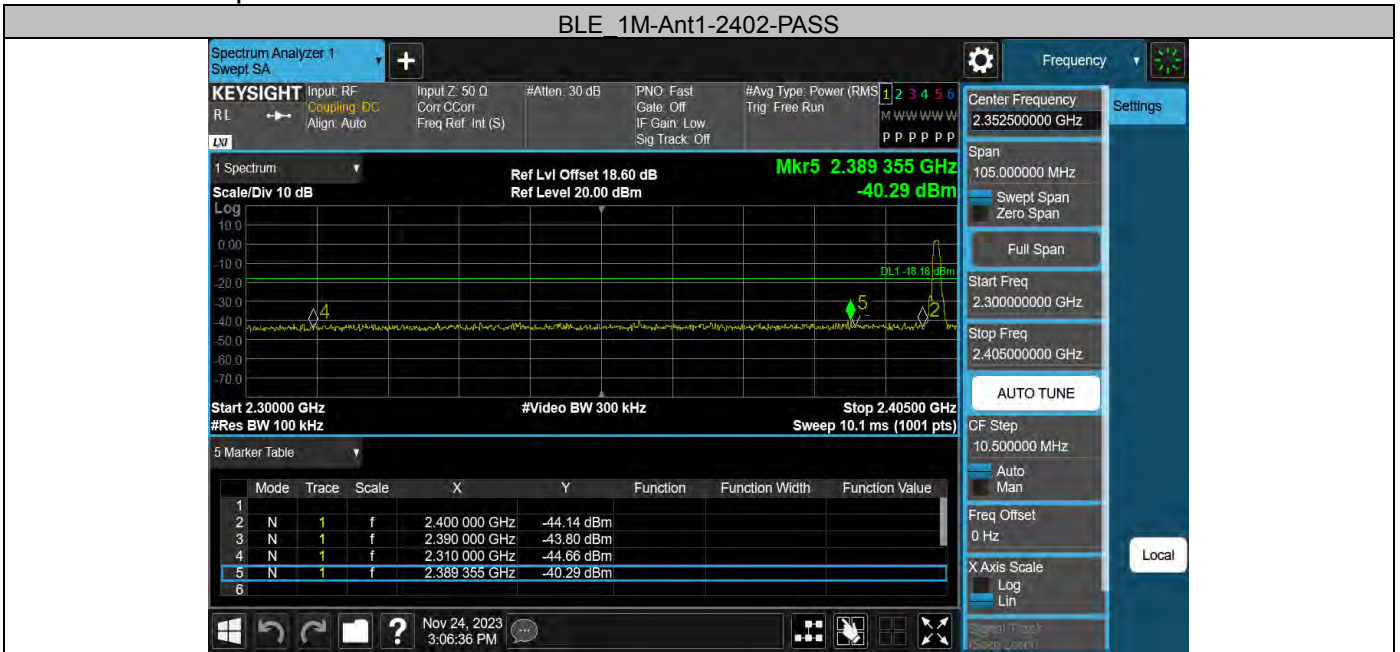 BLE_1M-Ant1-2402-PASS
Spectrum Analyzer 1
Swept SA
+
Frequency
KEYSIGHT
RL
LXI
Input: RF
Coupling: DC
Align: Auto
Input Z: 50 Ω
Corr CCorr
Freq Ref: Int (S)
#Atten: 30 dB
PNO: Fast
Gate: Off
IF Gain: Low
Sig Track: Off
#Avg Type: Power (RMS
Trig: Free Run
1 2 3 4 5 6
M W W W W W
P P P P P P
Center Frequency
2.352500000 GHz
Settings
1 Spectrum
Scale/Div 10 dB
Ref Lvl Offset 18.60 dB
Ref Level 20.00 dBm
Mkr5 2.389 355 GHz
-40.29 dBm
Span
105.000000 MHz
Swept Span
Zero Span
Full Span
Start Freq
2.300000000 GHz
Stop Freq
2.405000000 GHz
AUTO TUNE
CF Step
10.500000 MHz
Auto
Man
Freq Offset
0 Hz
X Axis Scale
Log
Lin
Signal Track
(Span Zoom)
Local
Log
10.0
0.00
-10.0
-20.0
-30.0
-40.0
-50.0
-60.0
-70.0
DL1 -18.18 dBm
4
5
2
Start 2.30000 GHz
#Res BW 100 kHz
#Video BW 300 kHz
Stop 2.40500 GHz
Sweep 10.1 ms (1001 pts)
5 Marker Table
Mode Trace Scale X Y Function Function Width Function Value
1
2 N 1 f 2.400 000 GHz -44.14 dBm
3 N 1 f 2.390 000 GHz -43.80 dBm
4 N 1 f 2.310 000 GHz -44.66 dBm
5 N 1 f 2.389 355 GHz -40.29 dBm
6
?
Nov 24, 2023
3:06:36 PM